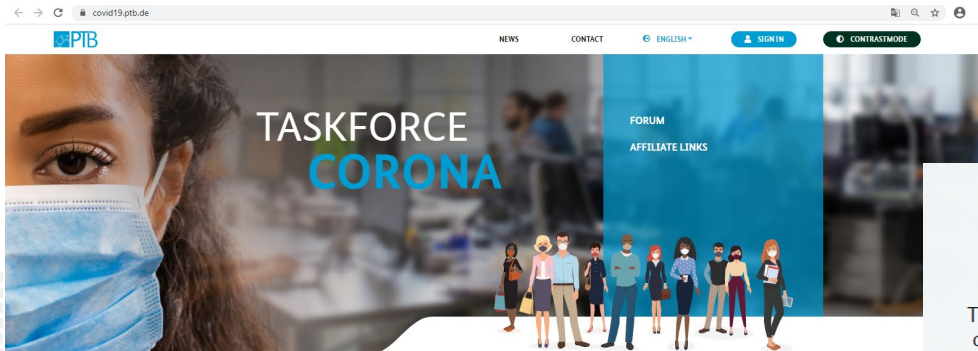 covid19.ptb.de
PTB
NEWS
CONTACT
ENGLISH
SIGN IN
CONTRASTMODE
TASKFORCE
CORONA
FORUM
AFFILIATE LINKS